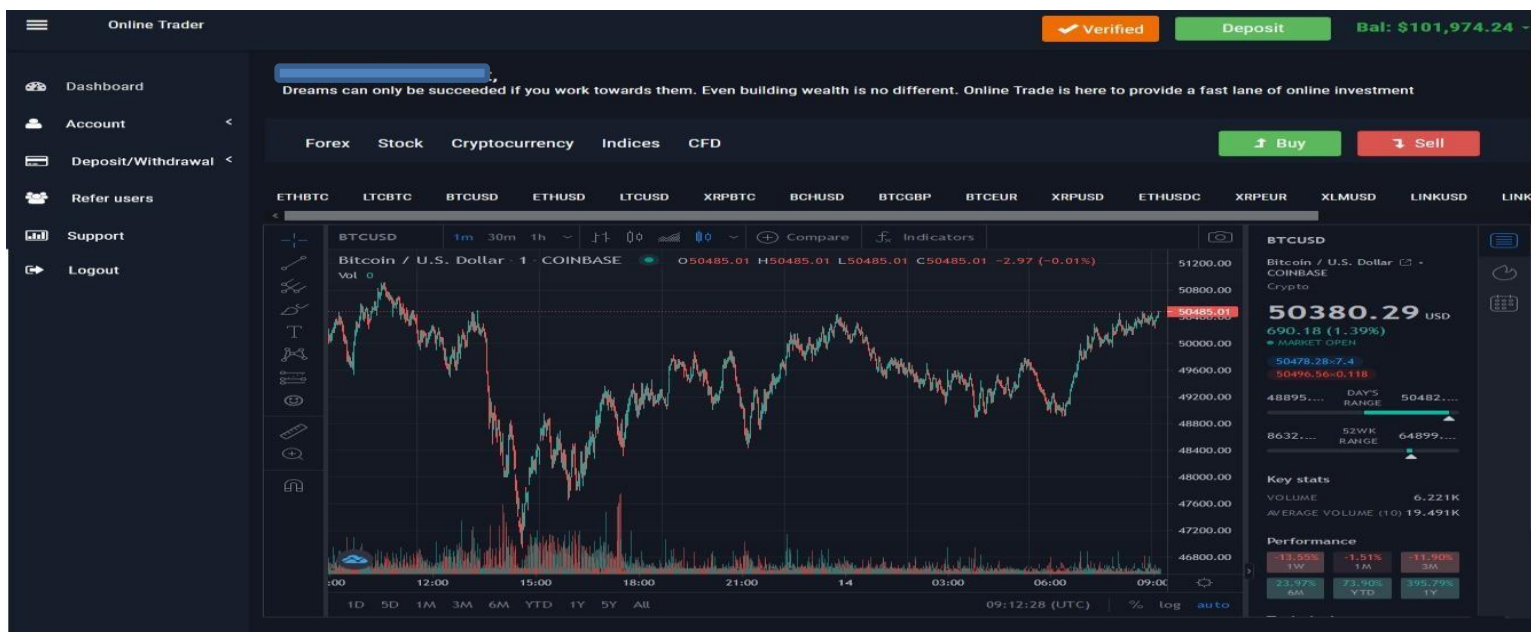 Online Trader
Verified
Deposit
Bal: $101,974.24
Dashboard
Account
Deposit/Withdrawal
Refer users
Support
Logout
Dreams can only be succeeded if you work towards them. Even building wealth is no different. Online Trade is here to provide a fast lane of online investment
Forex Stock Cryptocurrency Indices CFD
Buy Sell
ETHBTC LTCBTC BTCUSD ETHUSD LTCUSD XRPBTC BCHUSD BTCGBP BTCEUR XRPUSD ETHUSDC XRPEUR XLMUSD LINKUSD LINK
BTCUSD 1m 30m 1h Compare Indicators
Bitcoin / U.S. Dollar · 1 · COINBASE O50485.01 H50485.01 L50485.01 C50485.01 −2.97 (−0.01%)
Vol 0
51200.00
50800.00
50485.01
50000.00
49600.00
49200.00
48800.00
48400.00
48000.00
47600.00
47200.00
46800.00
:00 12:00 15:00 18:00 21:00 14 03:00 06:00 09:00
1D 5D 1M 3M 6M YTD 1Y 5Y All
09:12:28 (UTC) % log auto
BTCUSD
Bitcoin / U.S. Dollar
COINBASE
Crypto
50380.29 USD
690.18 (1.39%)
MARKET OPEN
50478.28×7.4
50496.56×0.118
48895.... DAY'S RANGE 50482....
8632.... 52WK RANGE 64899....
Key stats
VOLUME 6.221K
AVERAGE VOLUME (10) 19.491K
Performance
-13.55% -1.51% -11.90%
1W 1M 3M
23.97% 73.90% 395.79%
6M YTD 1Y